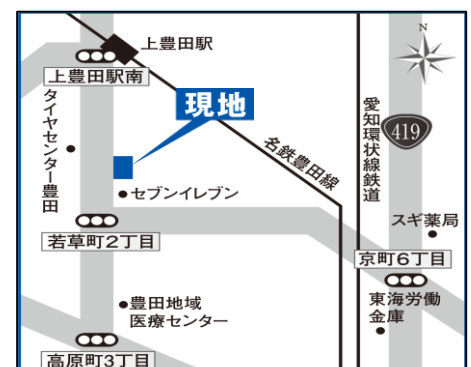 上豊田駅
N
上豊田駅南
現地
タイヤセンター豊田
愛知環状線鉄道
419
名鉄豊田線
セブンイレブン
スギ薬局
若草町2丁目
京町6丁目
豊田地域
医療センター
東海労働
金庫
高原町3丁目